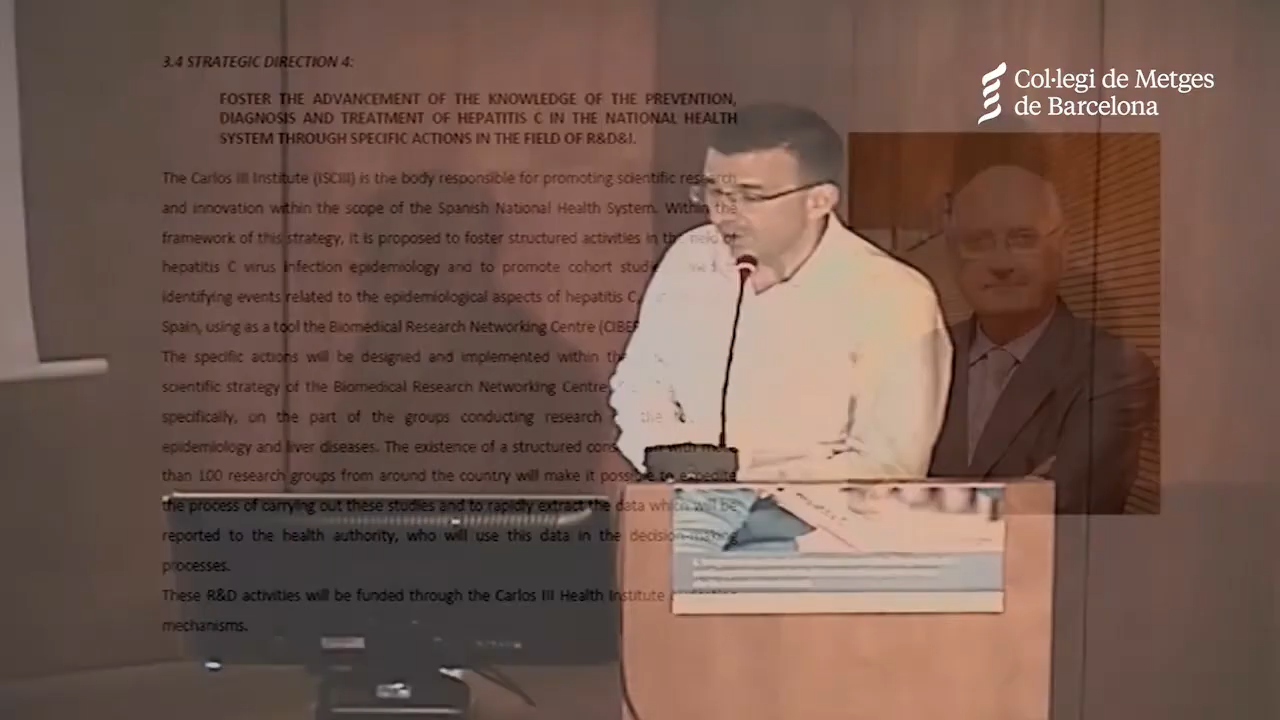 3.4 STRATEGIC DIRECTION 4:
FOSTER THE ADVANCEMENT OF THE KNOWLEDGE OF THE PREVENTION,
DIAGNOSIS AND TREATMENT OF HEPATITIS C IN THE NATIONAL HEALTH
SYSTEM THROUGH SPECIFIC ACTIONS IN THE FIELD OF R&D&I.
The Carlos III Institute (ISCIII) is the body responsible for promoting scientific research
and innovation within the scope of the Spanish National Health System. Within the
framework of this strategy, it is proposed to foster structured activities in the field of
hepatitis C virus infection epidemiology and to promote cohort
identifying events related to the epidemiological aspects of hepatitis C,
Spain, using as a tool the Biomedical Research Networking Centre
The specific actions will be designed and implemented within
scientific strategy of the Biomedical Research Networking Centre
specifically, on the part of the groups conducting research
epidemiology and liver diseases. The existence of a structured
than 100 research groups from around the country will make it possible to expedite
the process of carrying out these studies and to rapidly extract the data which will be
reported to the health authority, who will use this data in the decision-making
processes.
These R&D activities will be funded through the Carlos III Health Institute
mechanisms.
Col·legi de Metges
de Barcelona